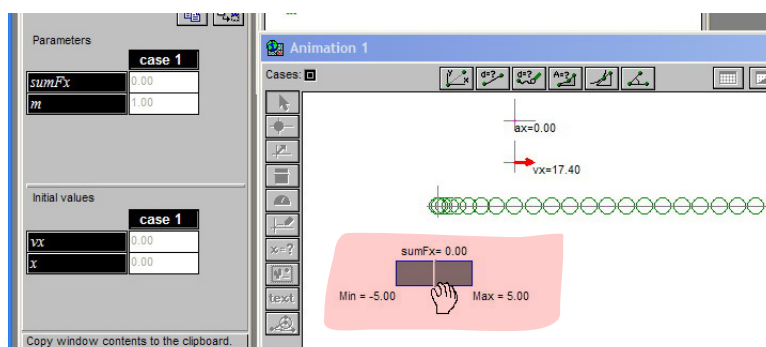 Parameters
case 1
sumFx 0.00
m 1.00
Initial values
case 1
vx 0.00
x 0.00
Copy window contents to the clipboard.
Animation 1
Cases:
ax=0.00
vx=17.40
x=?
text
sumFx= 0.00
Min = -5.00
Max = 5.00